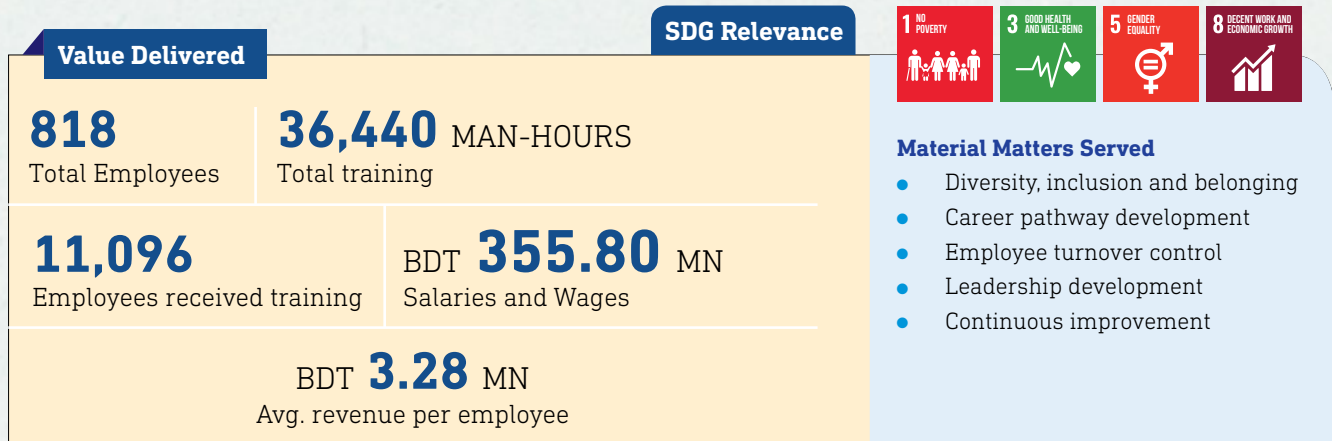 Value Delivered
SDG Relevance
818
Total Employees
36,440 MAN-HOURS
Total training
11,096
Employees received training
BDT 355.80 MN
Salaries and Wages
BDT 3.28 MN
Avg. revenue per employee
1 NO
POVERTY
3 GOOD HEALTH
AND WELL-BEING
5 GENDER
EQUALITY
8 DECENT WORK AND
ECONOMIC GROWTH
Material Matters Served
Diversity, inclusion and belonging
Career pathway development
Employee turnover control
Leadership development
Continuous improvement